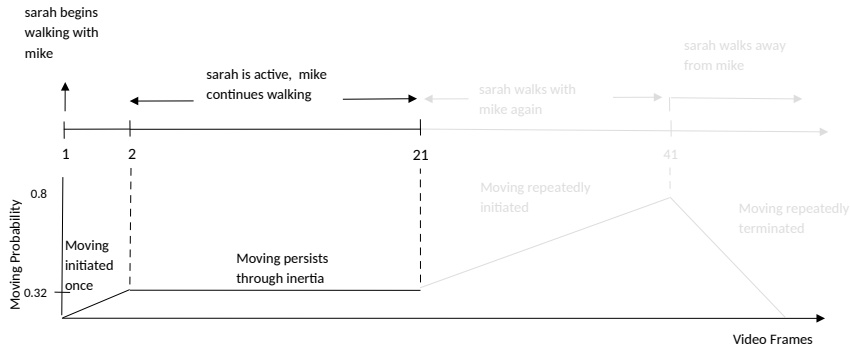 sarah begins
walking with
mike
sarah is active,  mike
continues walking
sarah walks with
mike again
sarah walks away
from mike
1
2
21
41
Moving Probability
0.8
0.32
Moving
initiated
once
Moving persists
through inertia
Moving repeatedly
initiated
Moving repeatedly
terminated
Video Frames